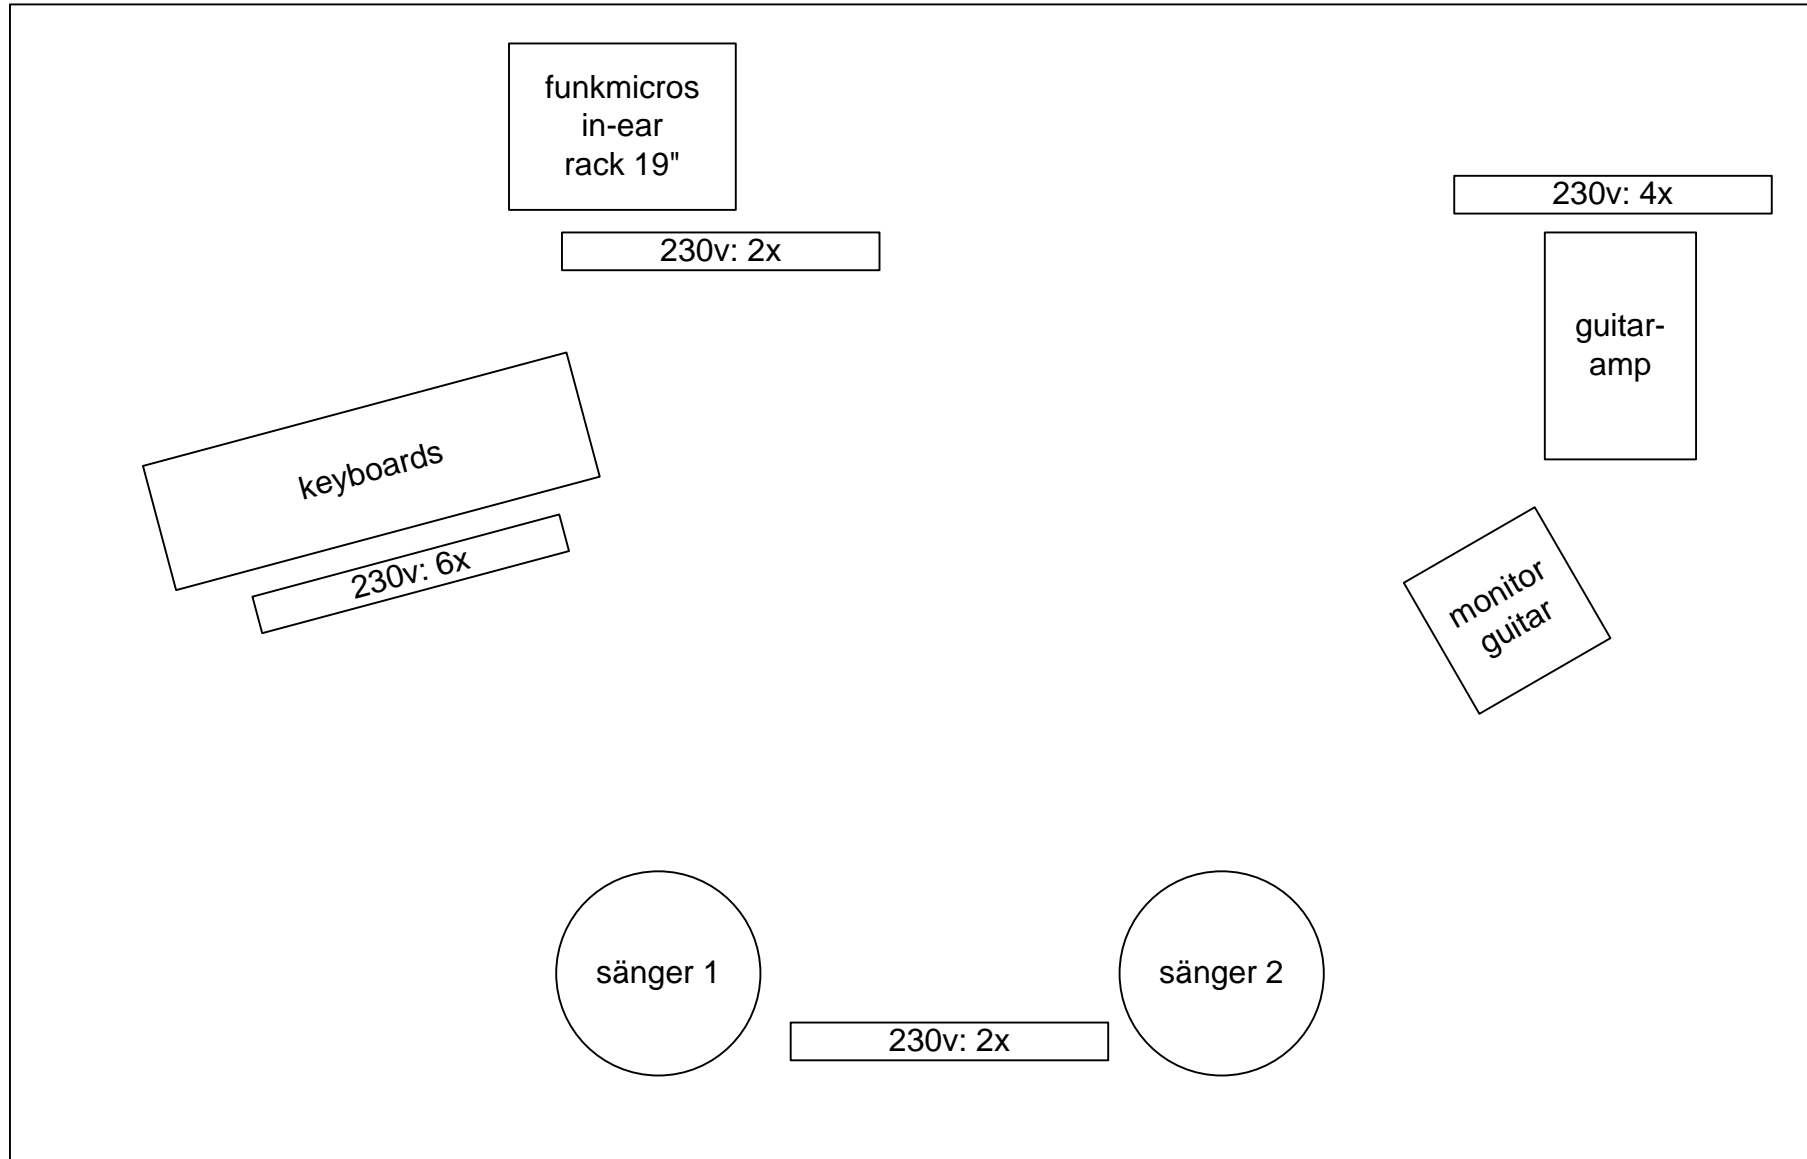 funkmicros
in-ear
rack 19"
230v: 2x
230v: 4x
guitar-
amp
keyboards
230v: 6x
monitor
guitar
sänger 1
sänger 2
230v: 2x